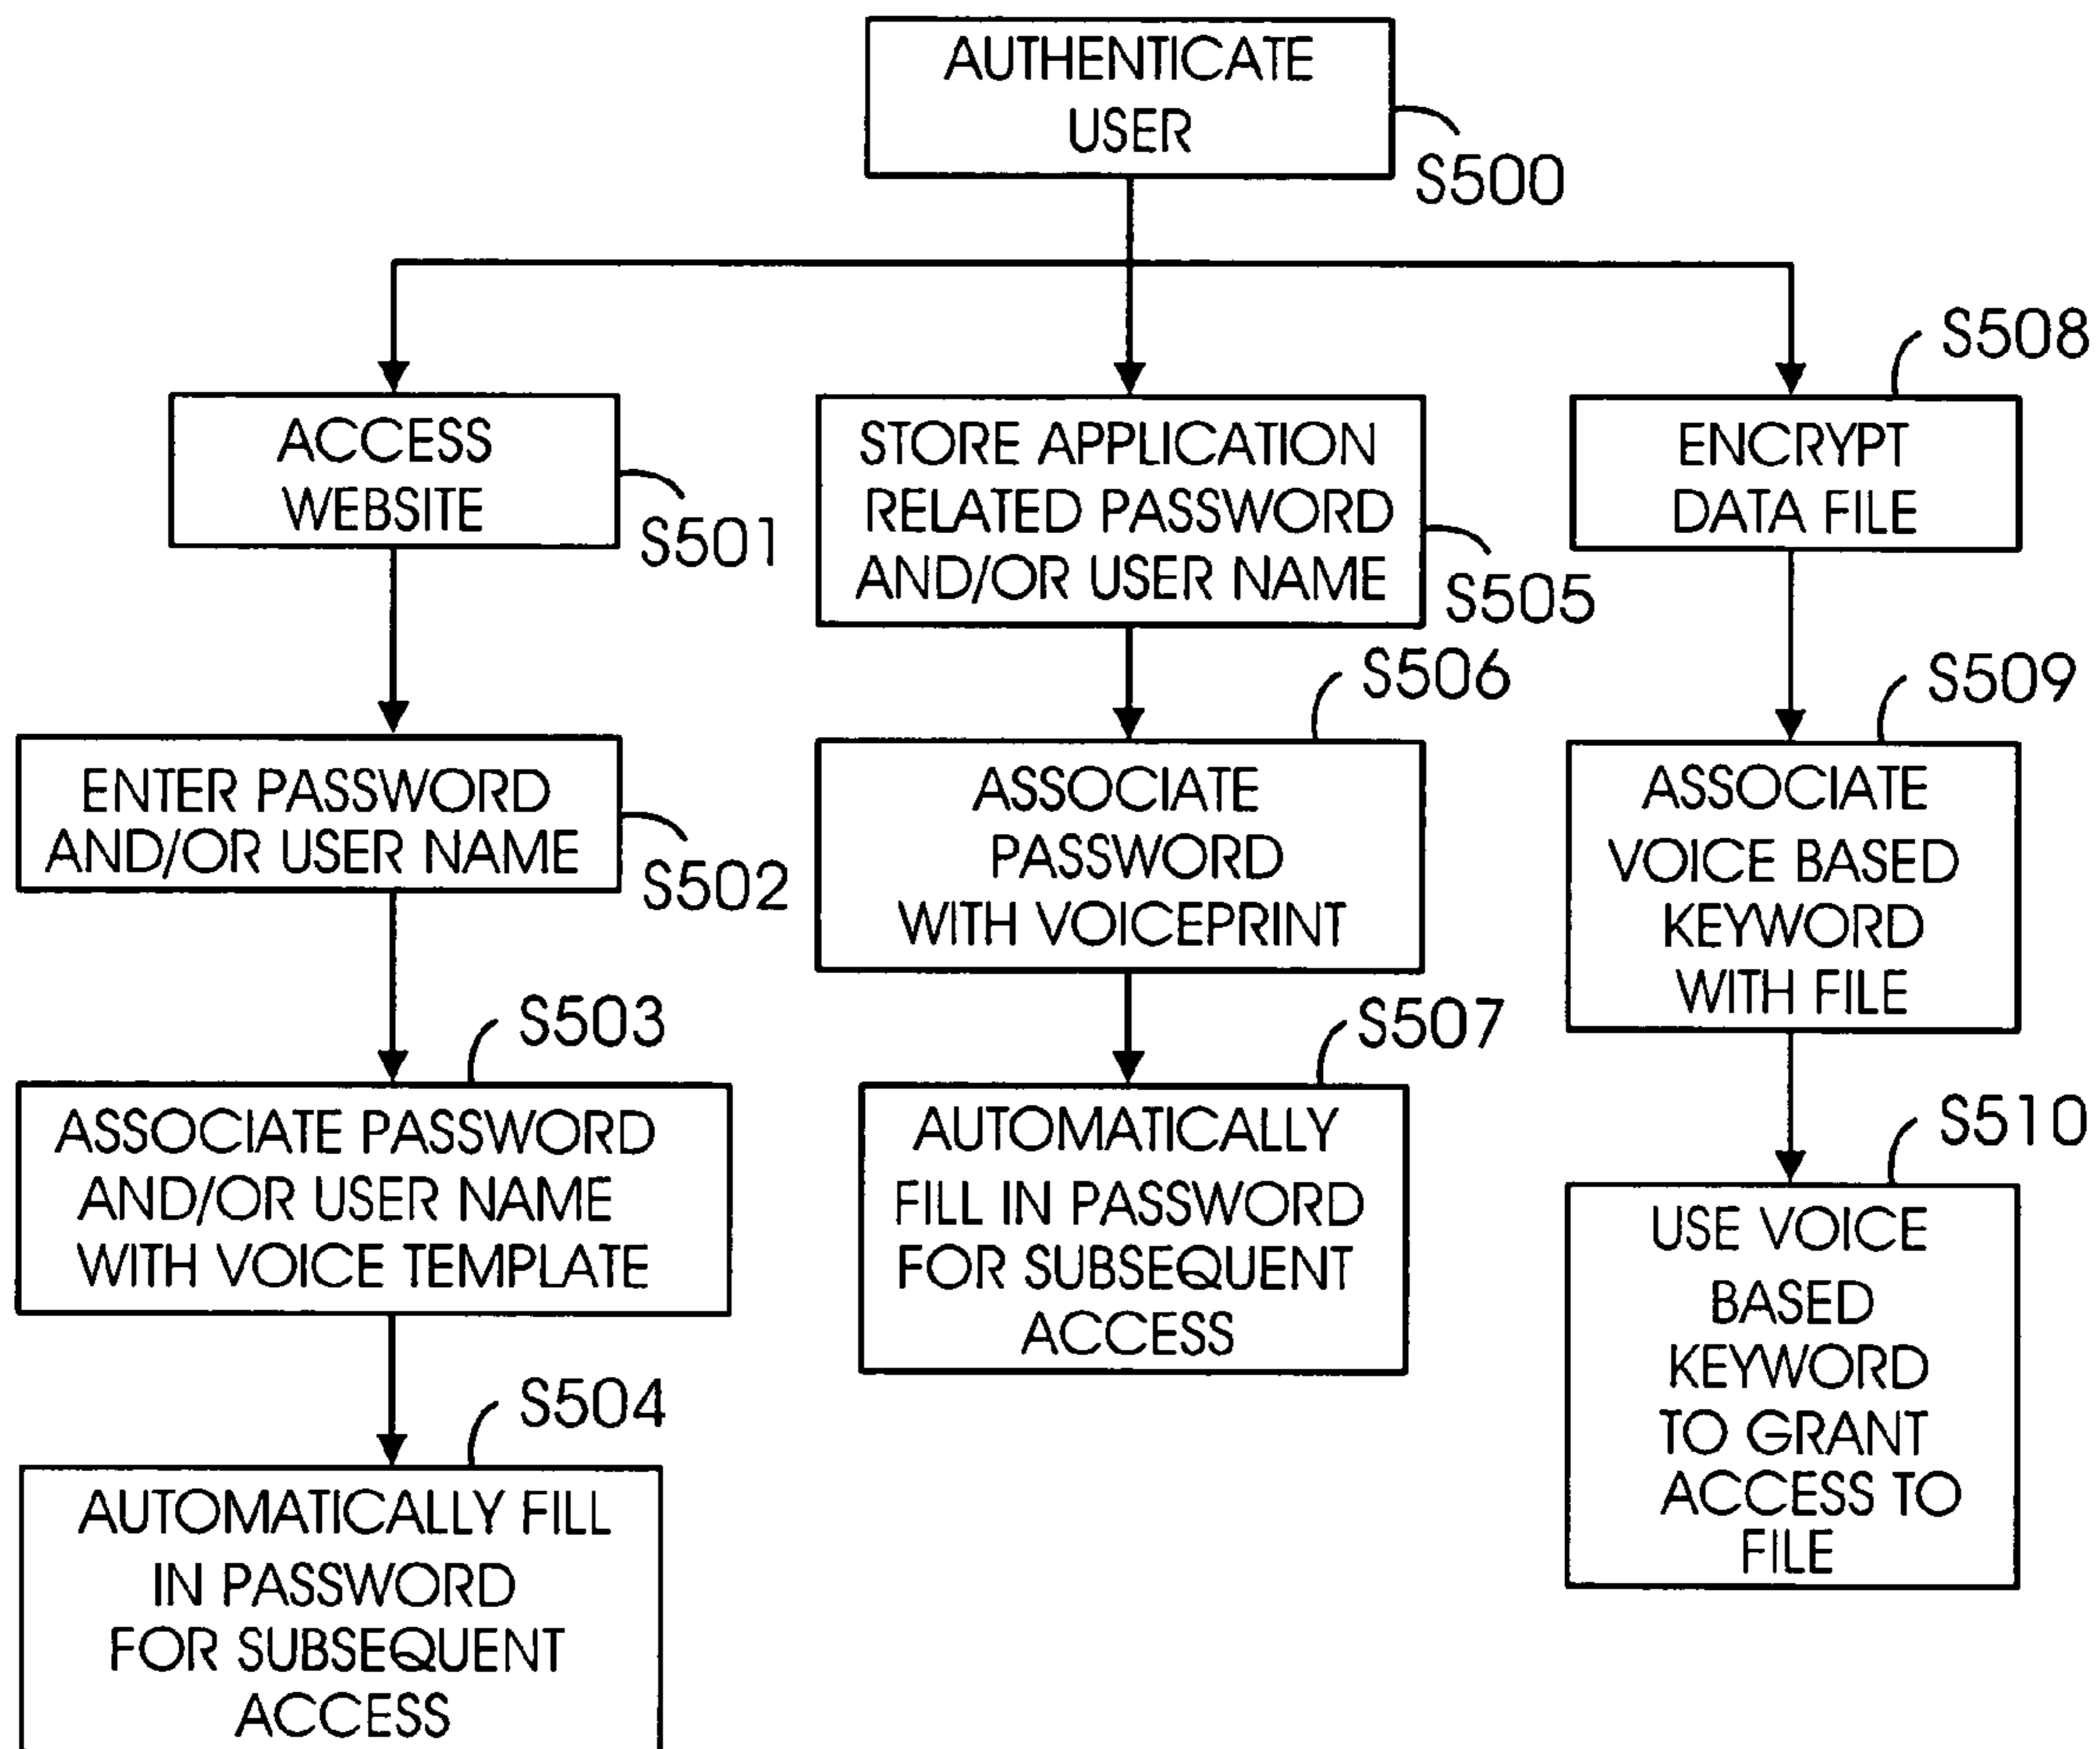 AUTHENTICATE
USER
S500
ACCESS
WEBSITE
S501
ENTER PASSWORD
AND/OR USER NAME
S502
S503
ASSOCIATE PASSWORD
AND/OR USER NAME
WITH VOICE TEMPLATE
S504
AUTOMATICALLY FILL
IN PASSWORD
FOR SUBSEQUENT
ACCESS
STORE APPLICATION
RELATED PASSWORD
AND/OR USER NAME
S505
S506
ASSOCIATE
PASSWORD
WITH VOICEPRINT
S507
AUTOMATICALLY
FILL IN PASSWORD
FOR SUBSEQUENT
ACCESS
S508
ENCRYPT
DATA FILE
S509
ASSOCIATE
VOICE BASED
KEYWORD
WITH FILE
S510
USE VOICE
BASED
KEYWORD
TO GRANT
ACCESS TO
FILE